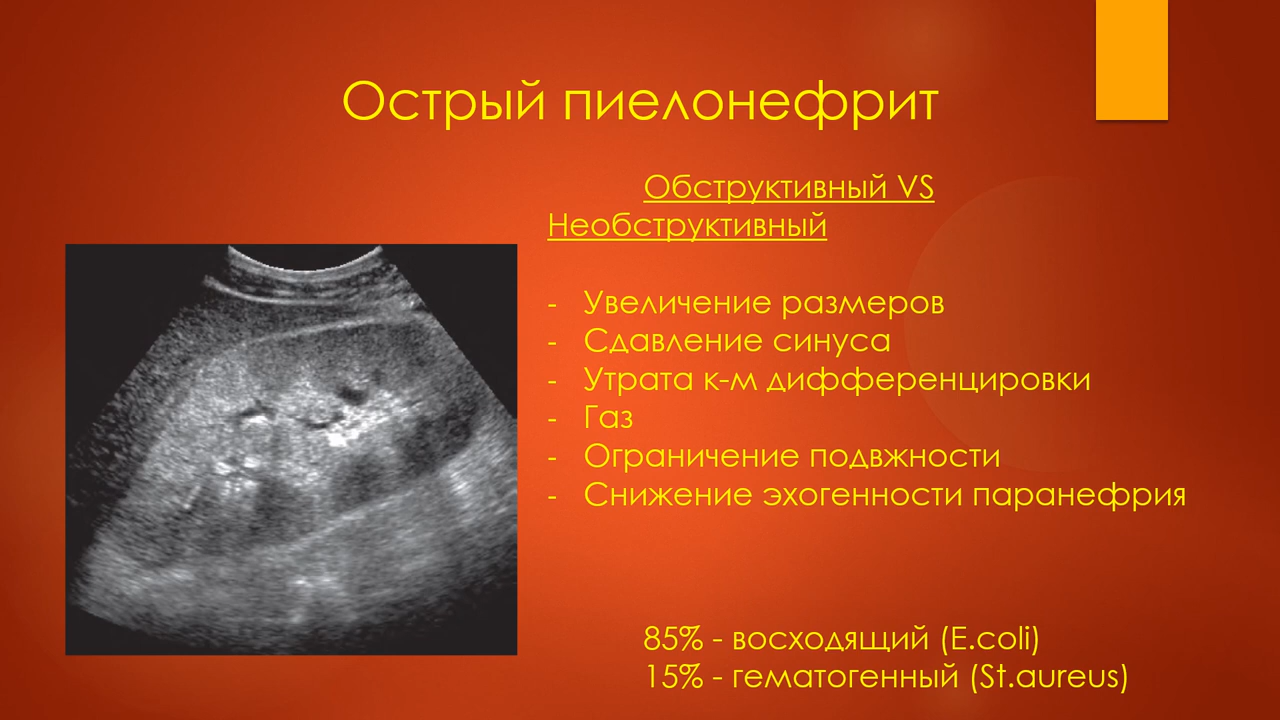 Острый пиелонефрит
Обструктивный VS
Необструктивный
- Увеличение размеров
- Сдавление синуса
- Утрата к-м дифференцировки
- Газ
- Ограничение подвжности
- Снижение эхогенности паранефрия
85% - восходящий (E.coli)
15% - гематогенный (St.aureus)